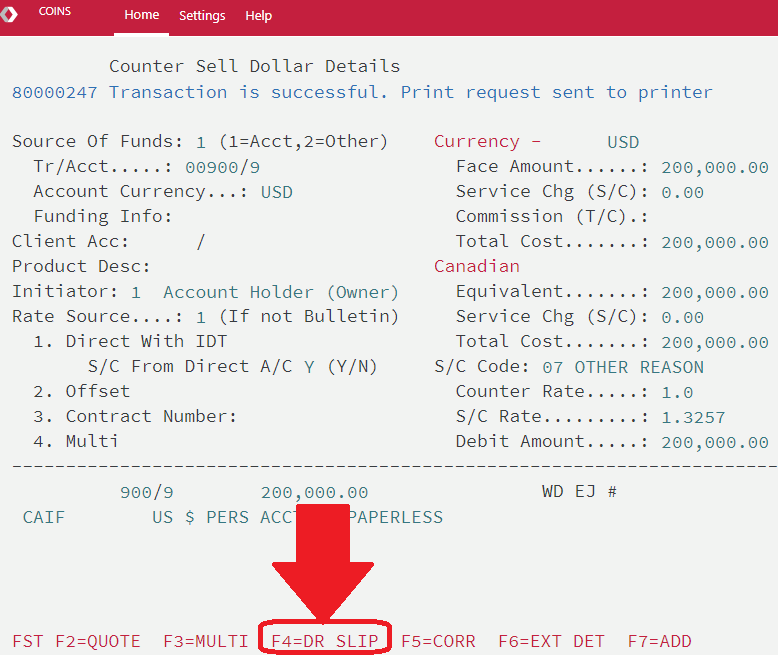 COINS Home Settings Help
Counter Sell Dollar Details
80000247 Transaction is successful. Print request sent to printer
Source Of Funds: 1 (1=Acct,2=Other) Currency - USD
Tr/Acct.....: 00900/9 Face Amount......: 200,000.00
Account Currency...: USD Service Chg (S/C): 0.00
Funding Info: Commission (T/C).:
Client Acc: / Total Cost.......: 200,000.00
Product Desc: Canadian
Initiator: 1 Account Holder (Owner) Equivalent.......: 200,000.00
Rate Source....: 1 (If not Bulletin) Service Chg (S/C): 0.00
1. Direct With IDT Total Cost.......: 200,000.00
S/C From Direct A/C Y (Y/N) S/C Code: 07 OTHER REASON
2. Offset Counter Rate.....: 1.0
3. Contract Number: S/C Rate.........: 1.3257
4. Multi Debit Amount.....: 200,000.00
900/9 200,000.00 WD EJ #
CAIF US $ PERS PAPERLESS
FST F2=QUOTE F3=MULTI F4=DR SLIP F5=CORR F6=EXT DET F7=ADD